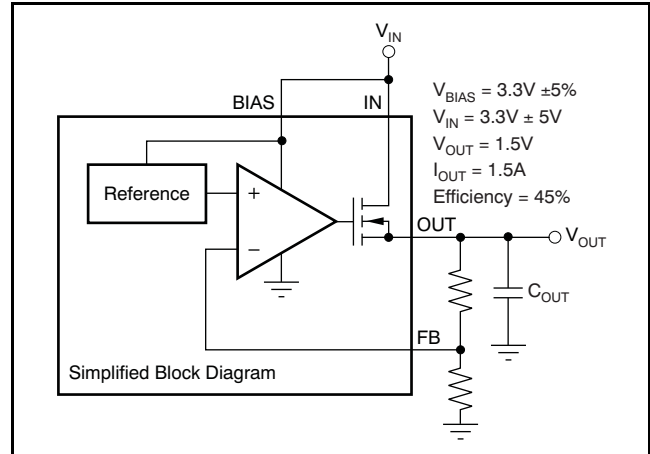 V_IN
BIAS
IN
V_BIAS = 3.3V ±5%
V_IN = 3.3V ± 5V
V_OUT = 1.5V
I_OUT = 1.5A
Efficiency = 45%
Reference
+
−
OUT
V_OUT
C_OUT
FB
Simplified Block Diagram